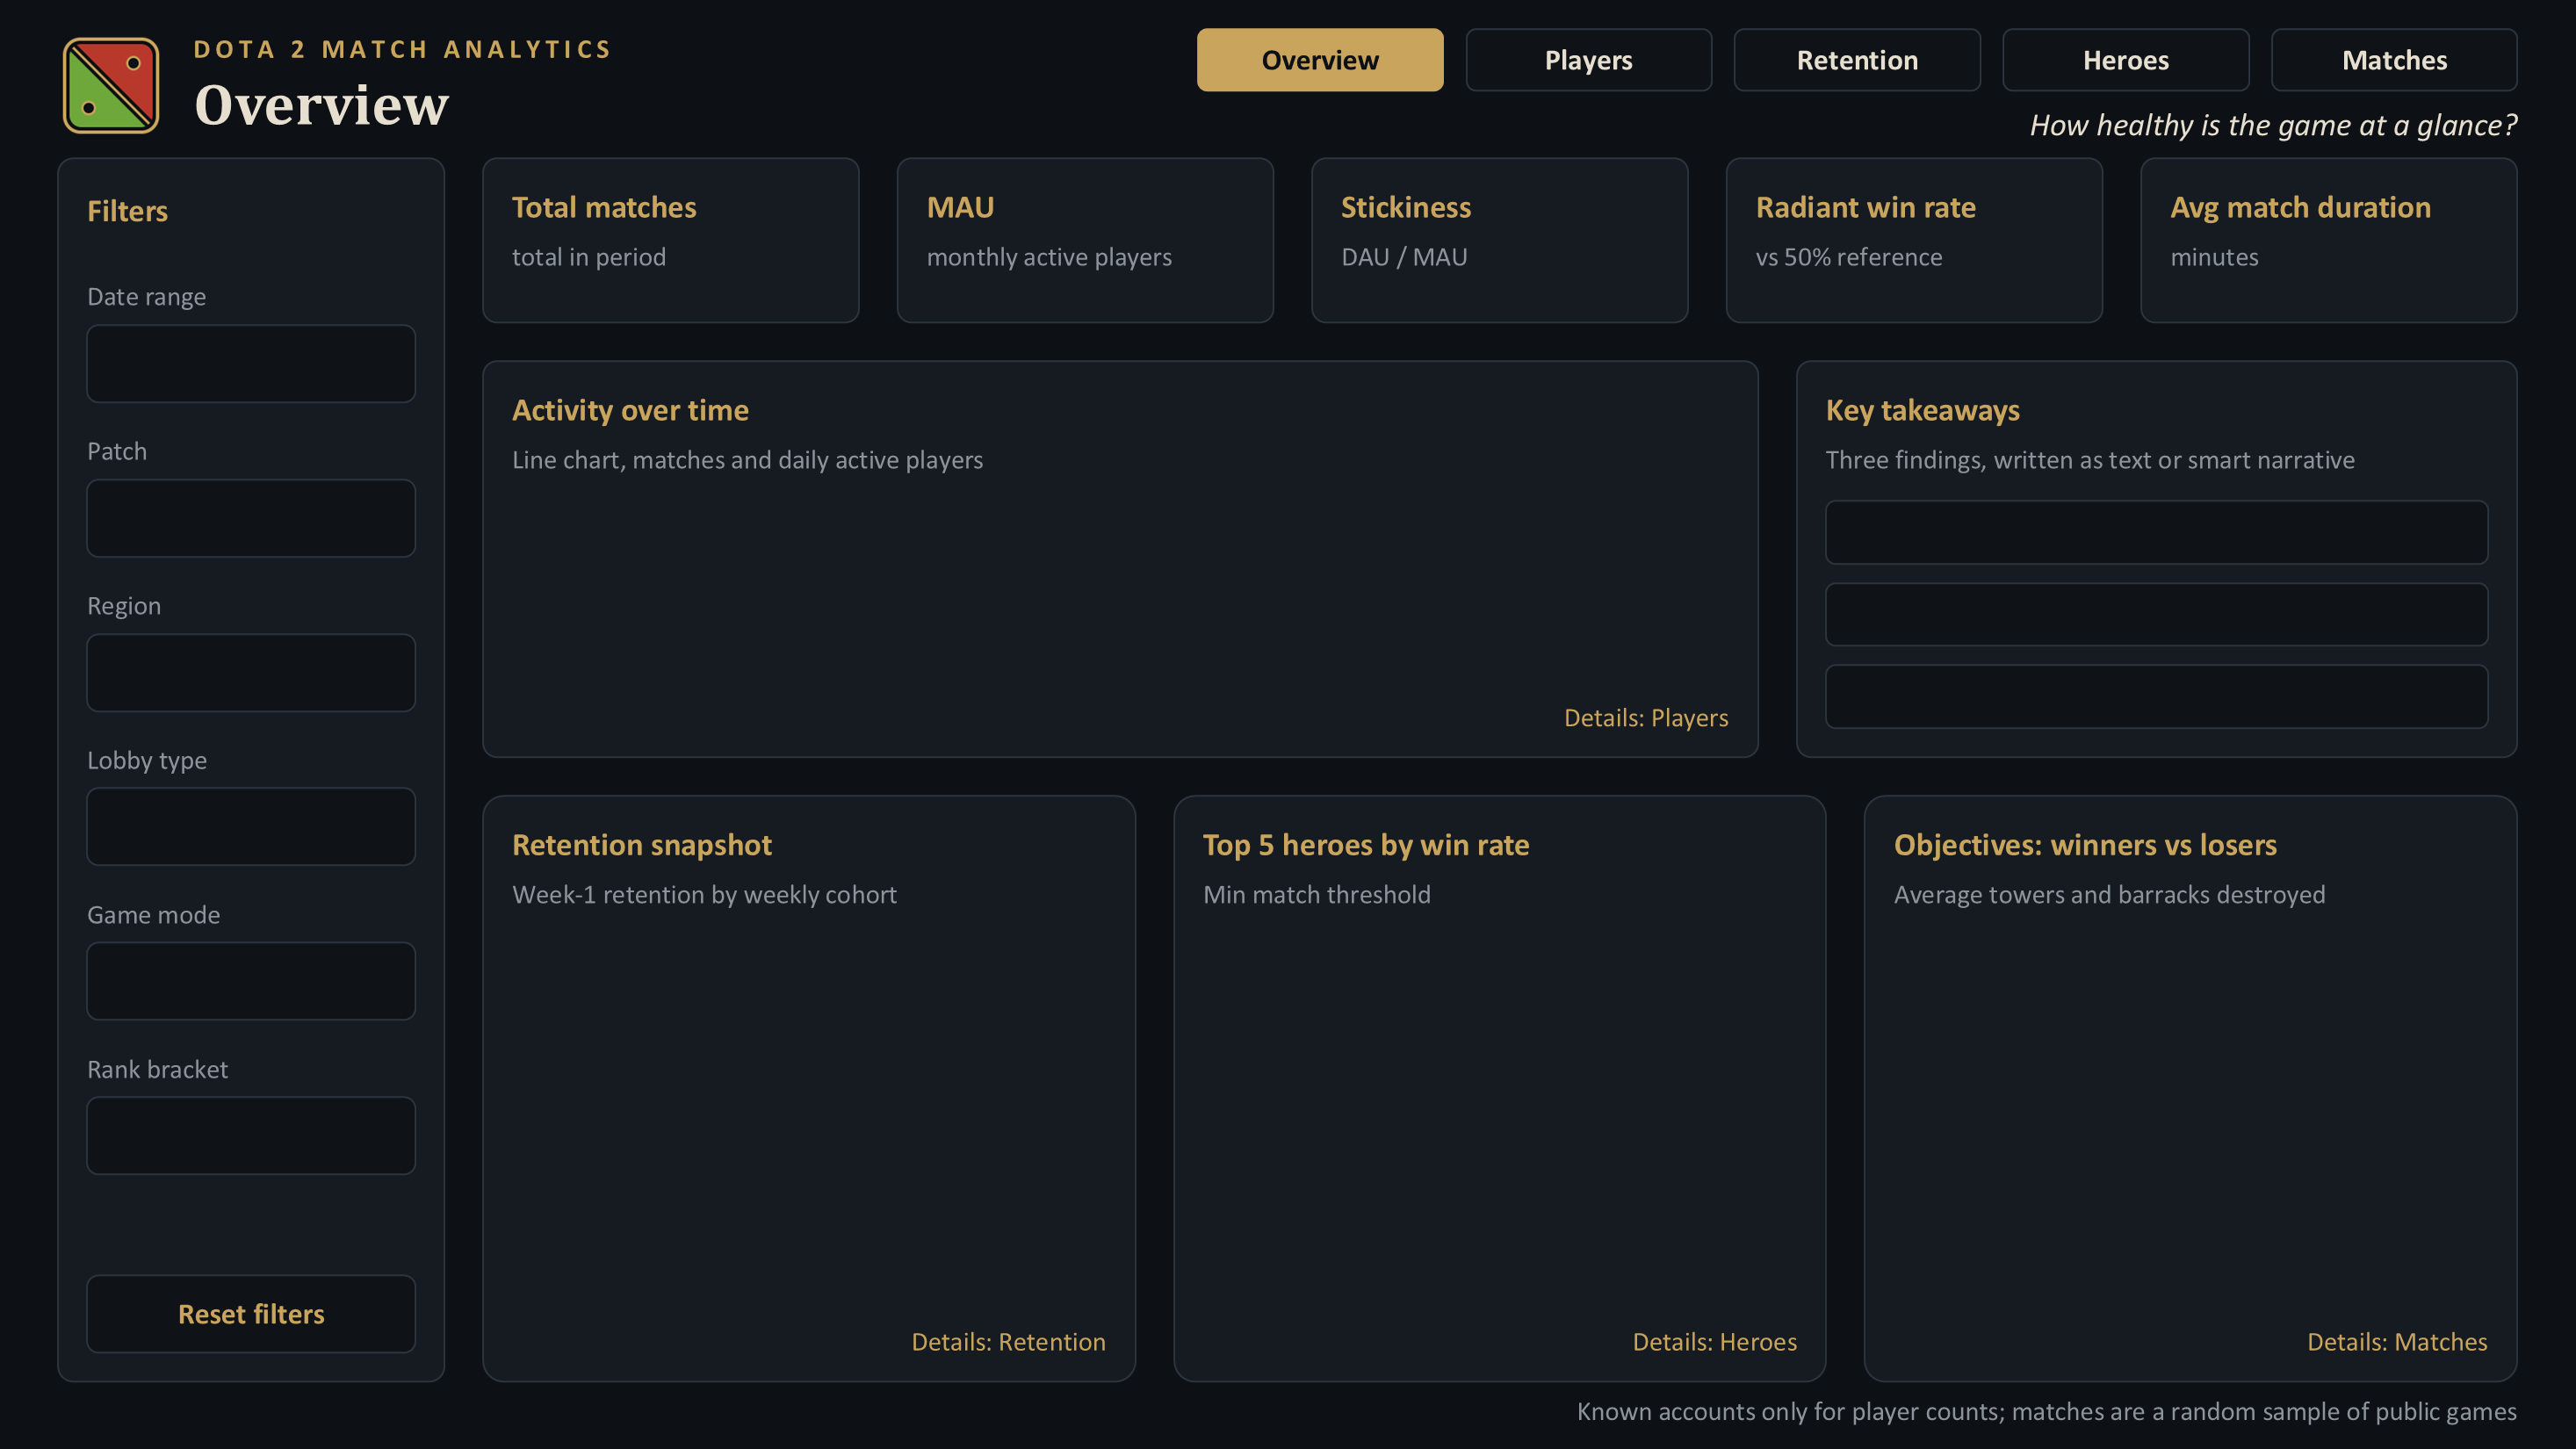 DOTA 2 MATCH ANALYTICS
Overview
Overview
Players
Retention
Heroes
Matches
How healthy is the game at a glance?
Filters
Date range
Patch
Region
Lobby type
Game mode
Rank bracket
Reset filters
Total matches
total in period
MAU
monthly active players
Stickiness
DAU / MAU
Radiant win rate
vs 50% reference
Avg match duration
minutes
Activity over time
Line chart, matches and daily active players
Details: Players
Key takeaways
Three findings, written as text or smart narrative
Retention snapshot
Week-1 retention by weekly cohort
Details: Retention
Top 5 heroes by win rate
Min match threshold
Details: Heroes
Objectives: winners vs losers
Average towers and barracks destroyed
Details: Matches
Known accounts only for player counts; matches are a random sample of public games